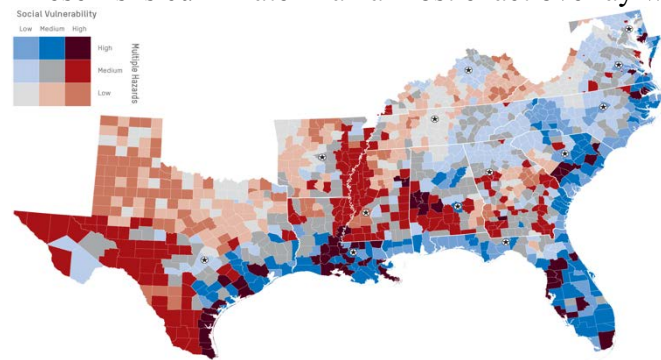 Social Vulnerability
Low Medium High
High
Medium
Low
Multiple Hazards